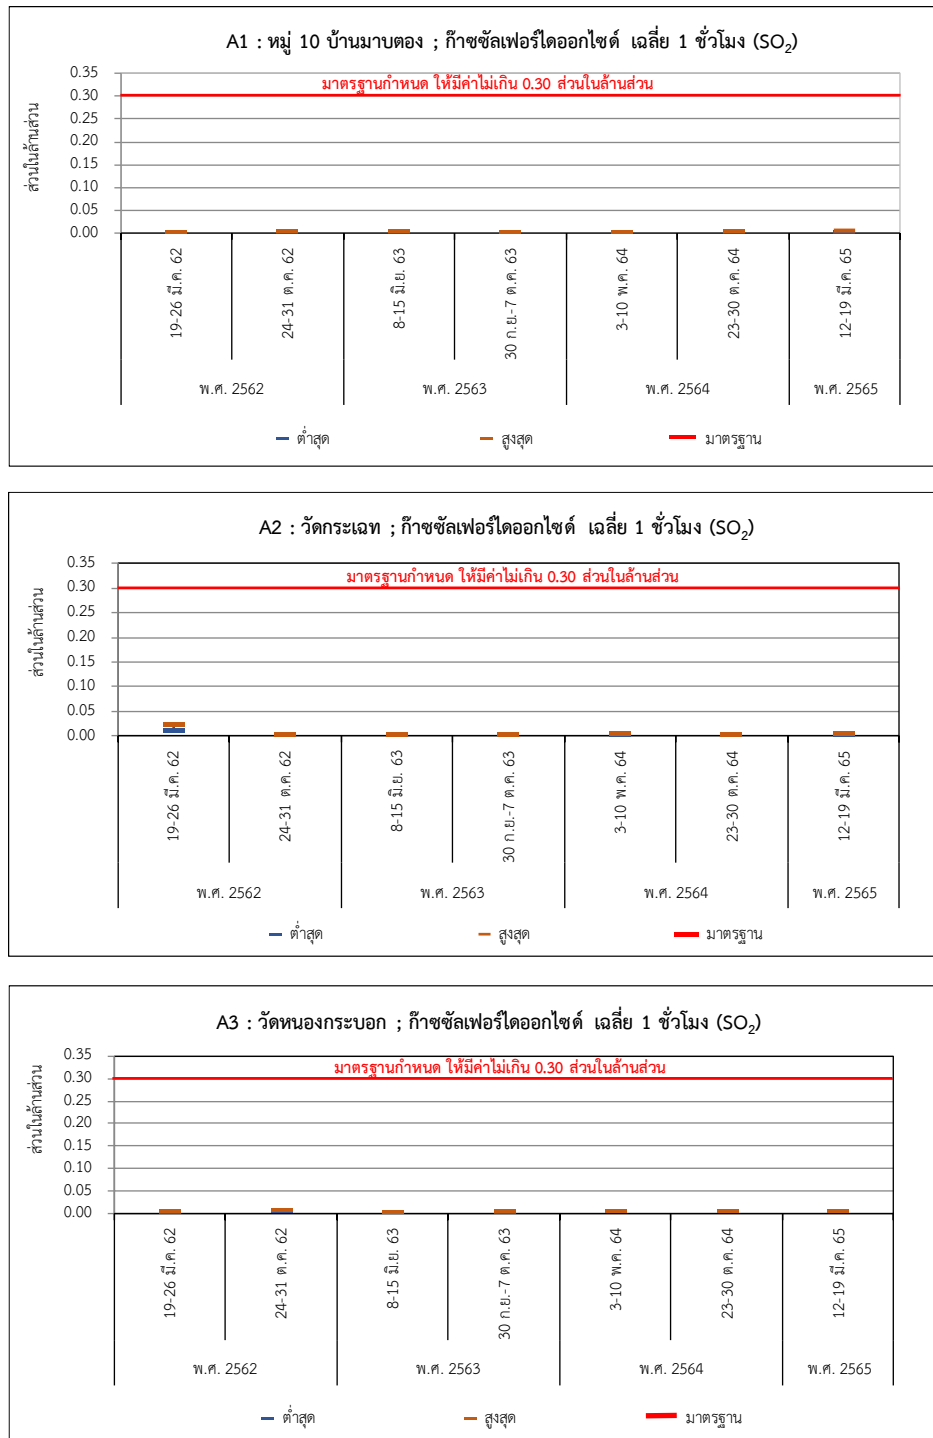 A1 : หมู่ 10 บ้านมาบตอง ; ก๊าซซัลเฟอร์ไดออกไซด์ เฉลี่ย 1 ชั่วโมง (SO2)
ส่วนในล้านส่วน
มาตรฐานกำหนด ให้มีค่าไม่เกิน 0.30 ส่วนในล้านส่วน
0.35
0.30
0.25
0.20
0.15
0.10
0.05
0.00
19-26 มี.ค. 62
24-31 ต.ค. 62
8-15 มิ.ย. 63
30 ก.ย.-7 ต.ค. 63
3-10 พ.ค. 64
23-30 ต.ค. 64
12-19 มี.ค. 65
พ.ศ. 2562 พ.ศ. 2563 พ.ศ. 2564 พ.ศ. 2565
ต่ำสุด สูงสุด มาตรฐาน
A2 : วัดกระเฉท ; ก๊าซซัลเฟอร์ไดออกไซด์ เฉลี่ย 1 ชั่วโมง (SO2)
ส่วนในล้านส่วน
มาตรฐานกำหนด ให้มีค่าไม่เกิน 0.30 ส่วนในล้านส่วน
0.35
0.30
0.25
0.20
0.15
0.10
0.05
0.00
19-26 มี.ค. 62
24-31 ต.ค. 62
8-15 มิ.ย. 63
30 ก.ย.-7 ต.ค. 63
3-10 พ.ค. 64
23-30 ต.ค. 64
12-19 มี.ค. 65
พ.ศ. 2562 พ.ศ. 2563 พ.ศ. 2564 พ.ศ. 2565
ต่ำสุด สูงสุด มาตรฐาน
A3 : วัดหนองกระบอก ; ก๊าซซัลเฟอร์ไดออกไซด์ เฉลี่ย 1 ชั่วโมง (SO2)
ส่วนในล้านส่วน
มาตรฐานกำหนด ให้มีค่าไม่เกิน 0.30 ส่วนในล้านส่วน
0.35
0.30
0.25
0.20
0.15
0.10
0.05
0.00
19-26 มี.ค. 62
24-31 ต.ค. 62
8-15 มิ.ย. 63
30 ก.ย.-7 ต.ค. 63
3-10 พ.ค. 64
23-30 ต.ค. 64
12-19 มี.ค. 65
พ.ศ. 2562 พ.ศ. 2563 พ.ศ. 2564 พ.ศ. 2565
ต่ำสุด สูงสุด มาตรฐาน